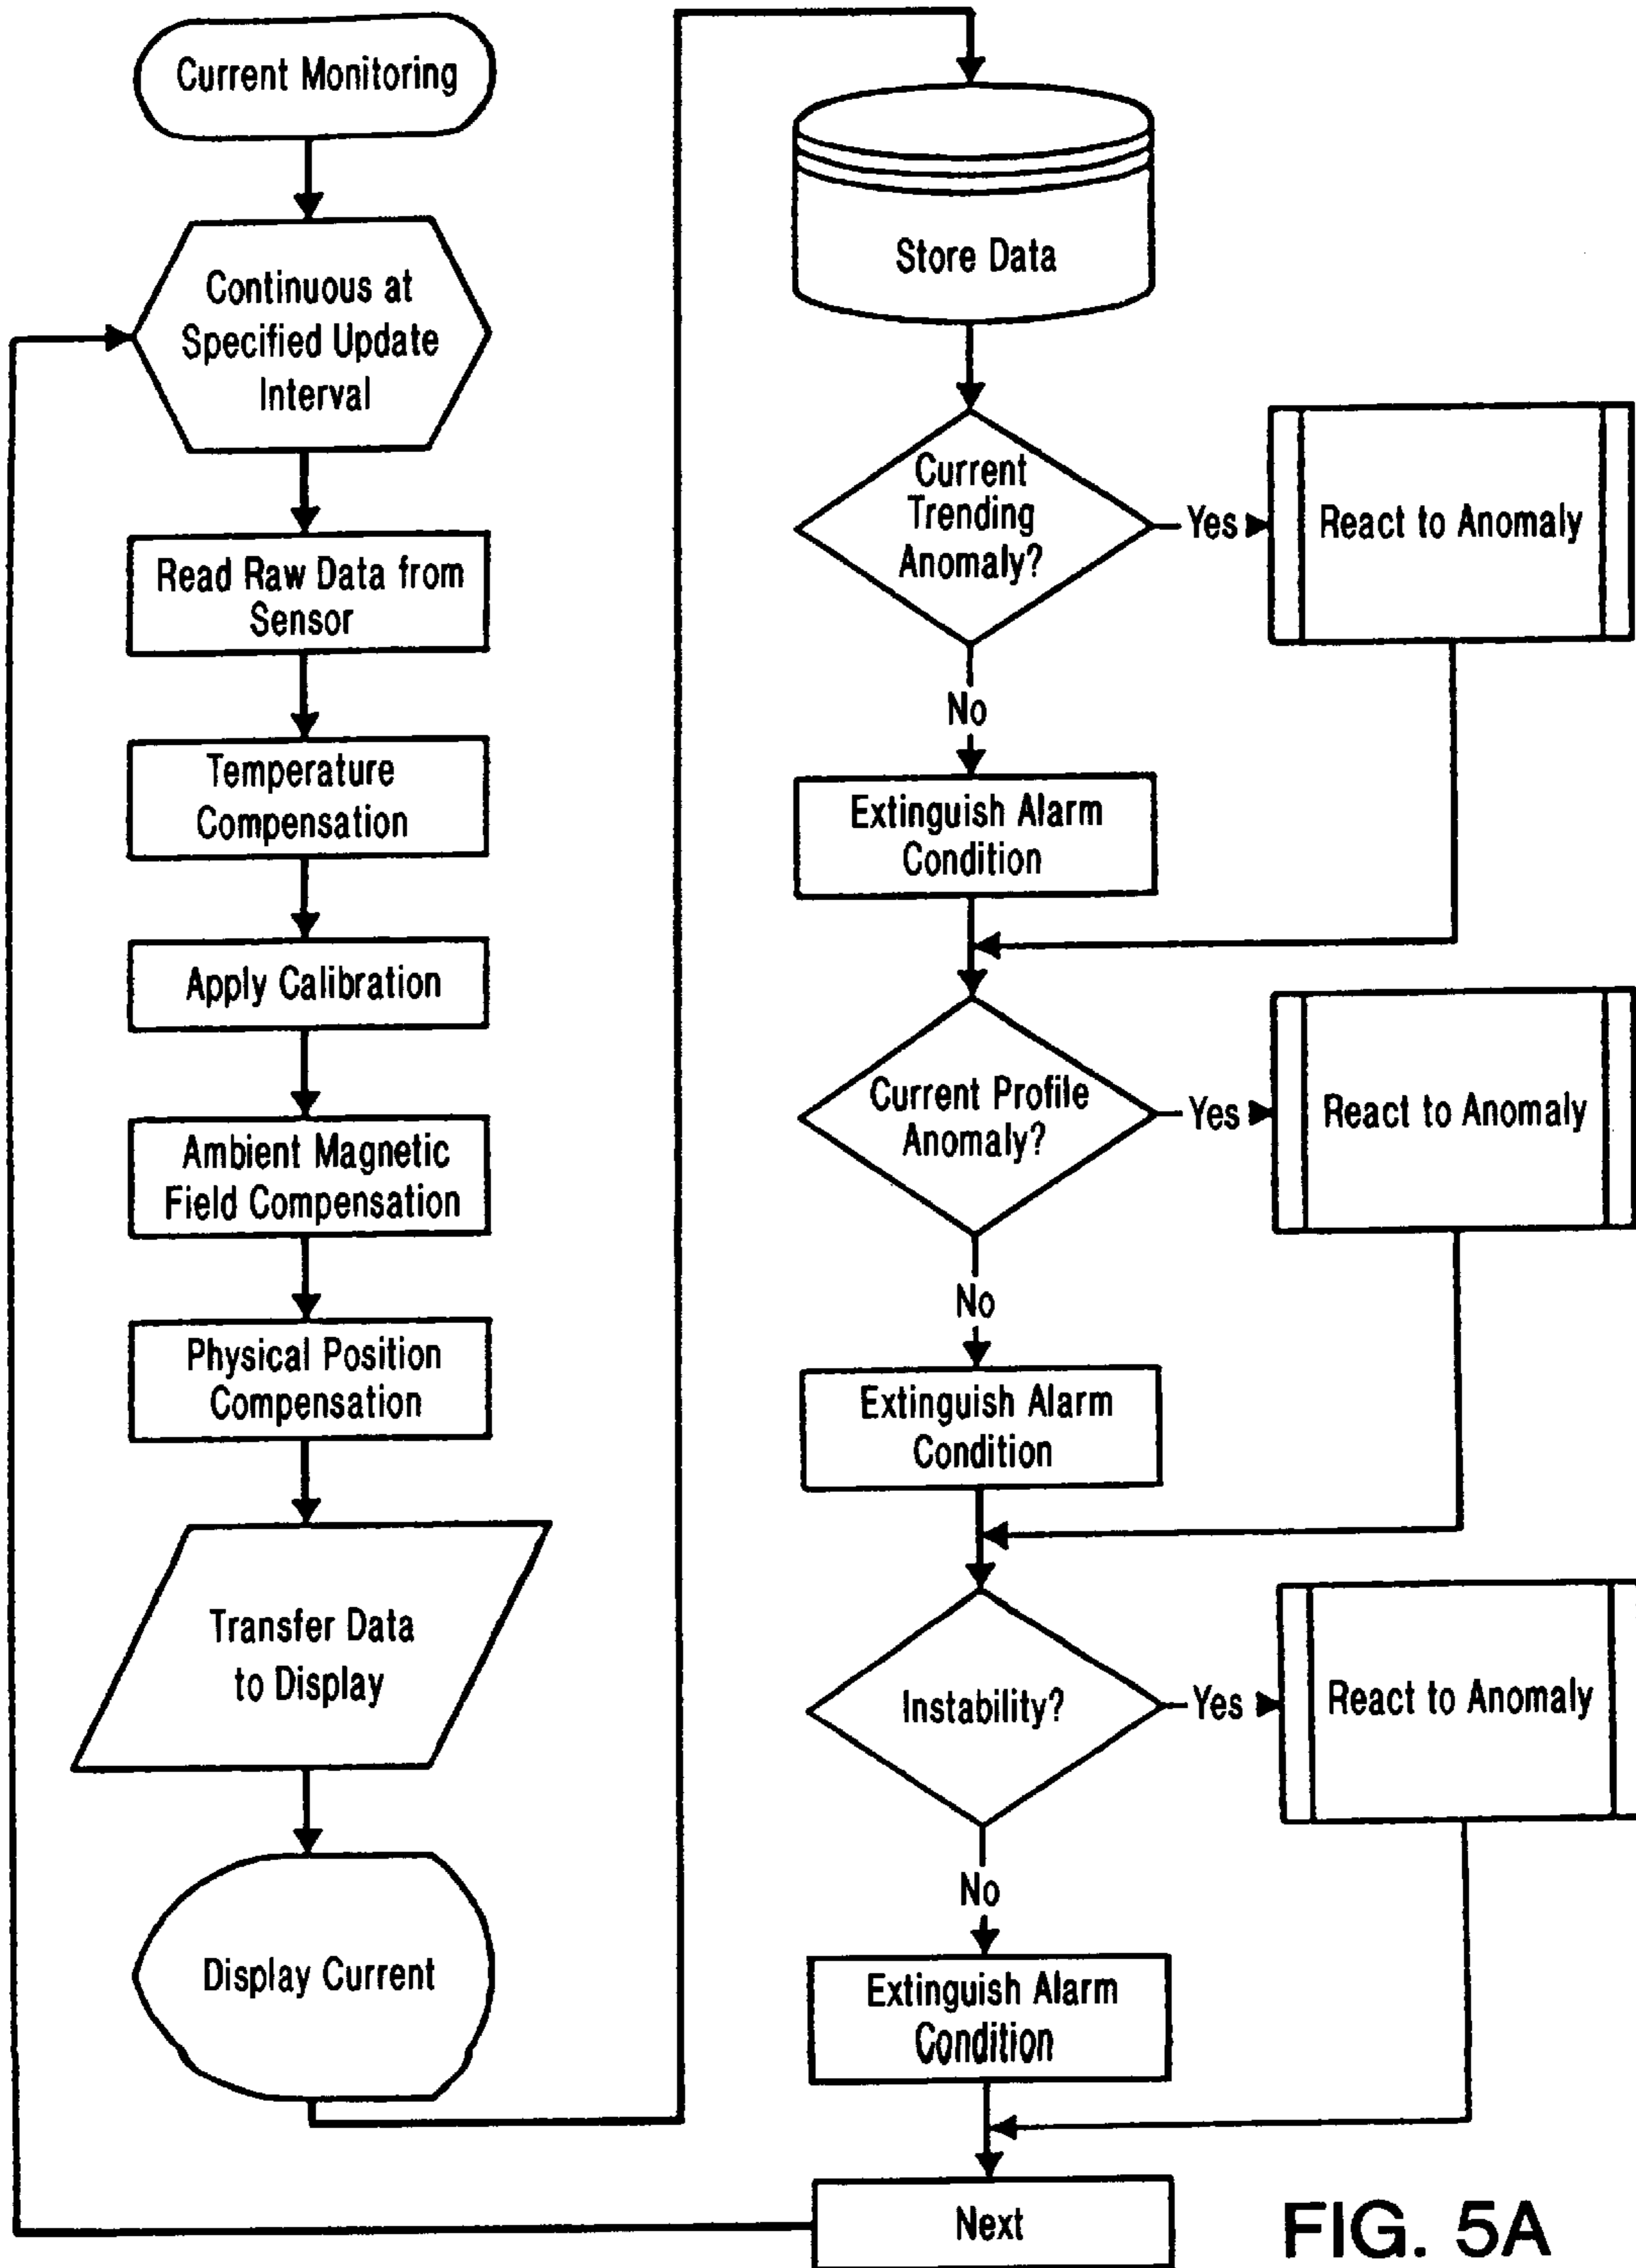 Current Monitoring
Continuous at
Specified Update
Interval
Read Raw Data from
Sensor
Temperature
Compensation
Apply Calibration
Ambient Magnetic
Field Compensation
Physical Position
Compensation
Transfer Data
to Display
Display Current
Store Data
Current
Trending
Anomaly?
Yes
React to Anomaly
No
Extinguish Alarm
Condition
Current Profile
Anomaly?
Yes
React to Anomaly
No
Extinguish Alarm
Condition
Instability?
Yes
React to Anomaly
No
Extinguish Alarm
Condition
Next
FIG. 5A